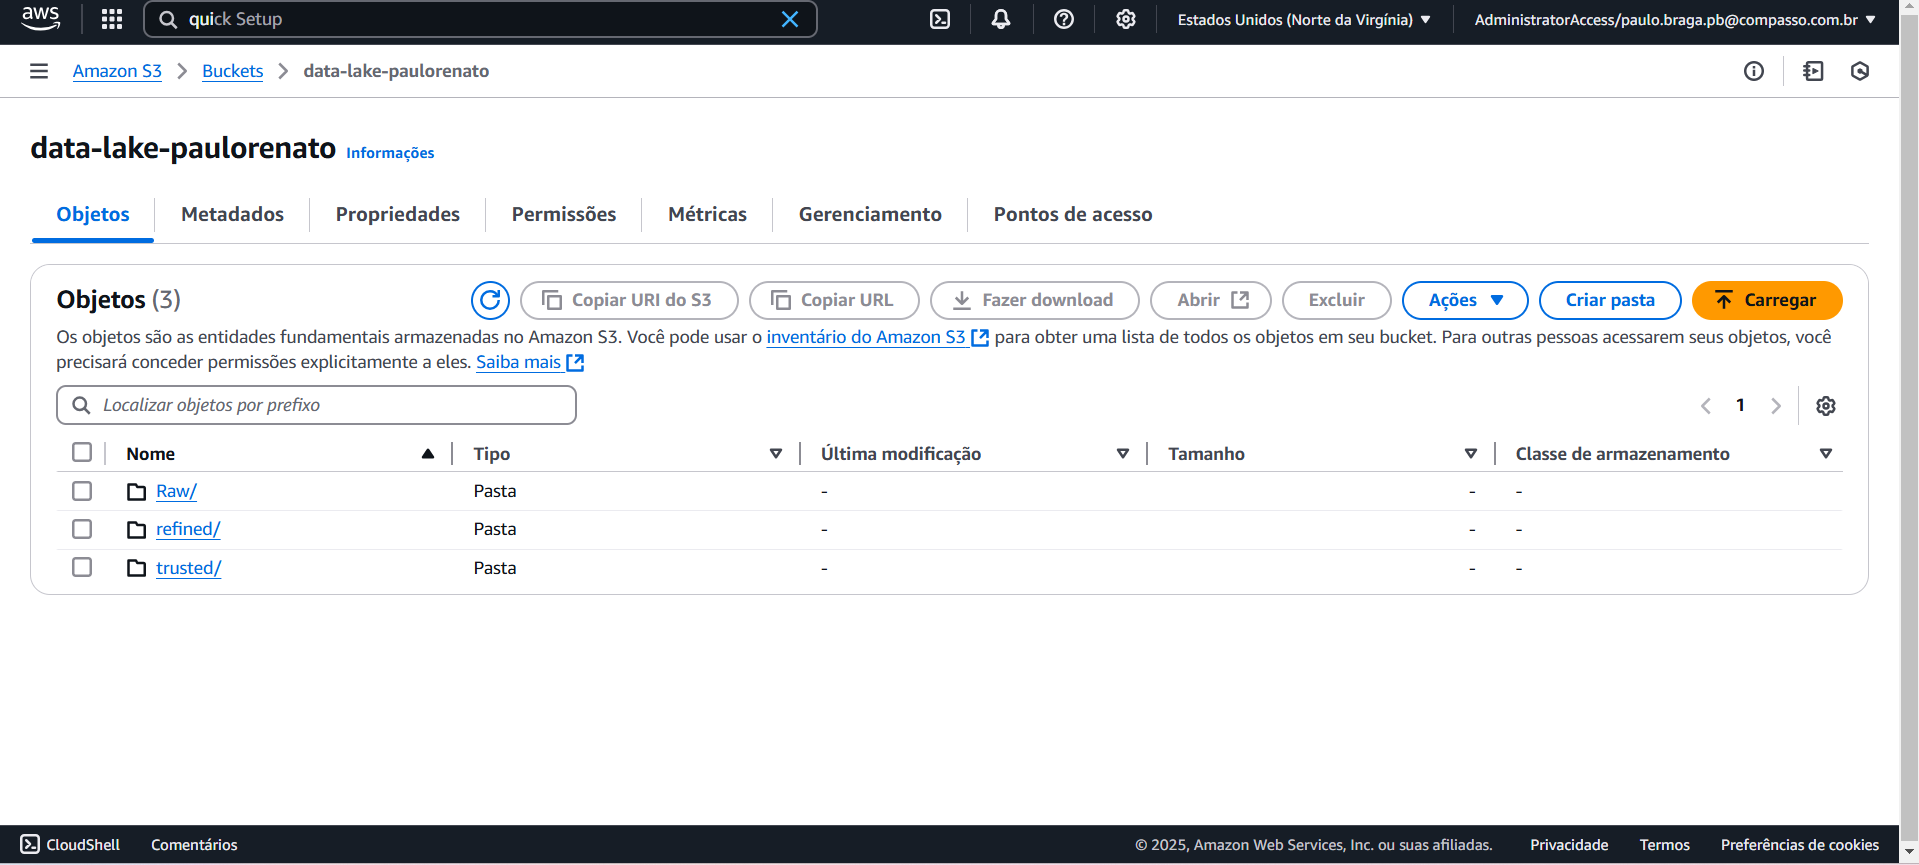 aws
quick Setup
Estados Unidos (Norte da Virgínia)
AdministratorAccess/paulo.braga.pb@compasso.com.br
Amazon S3 > Buckets > data-lake-paulorenato
data-lake-paulorenato Informações
Objetos
Metadados
Propriedades
Permissões
Métricas
Gerenciamento
Pontos de acesso
Objetos (3)
Copiar URI do S3
Copiar URL
Fazer download
Abrir
Excluir
Ações
Criar pasta
Carregar
Os objetos são as entidades fundamentais armazenadas no Amazon S3. Você pode usar o inventário do Amazon S3 para obter uma lista de todos os objetos em seu bucket. Para outras pessoas acessarem seus objetos, você
precisará conceder permissões explicitamente a eles. Saiba mais
Localizar objetos por prefixo
1
Nome Tipo Última modificação Tamanho Classe de armazenamento
Raw/ Pasta - - -
refined/ Pasta - - -
trusted/ Pasta - - -
CloudShell
Comentários
© 2025, Amazon Web Services, Inc. ou suas afiliadas.
Privacidade
Termos
Preferências de cookies